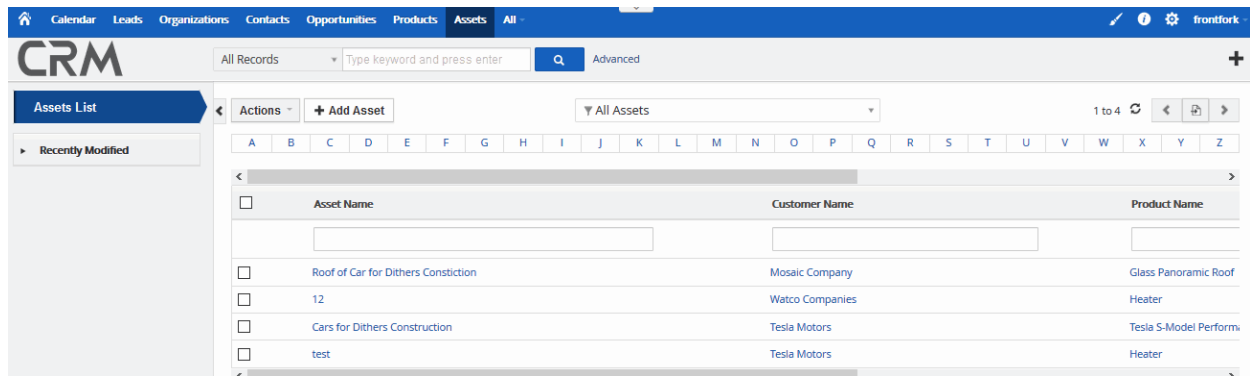 Calendar Leads Organizations Contacts Opportunities Products Assets All frontfork
CRM All Records Type keyword and press enter Advanced
Assets List Actions + Add Asset All Assets 1 to 4
Recently Modified A B C D E F G H I J K L M N O P Q R S T U V W X Y Z
Asset Name Customer Name Product Name
Roof of Car for Dithers Constiction Mosaic Company Glass Panoramic Roof
12 Watco Companies Heater
Cars for Dithers Construction Tesla Motors Tesla S-Model Performa
test Tesla Motors Heater